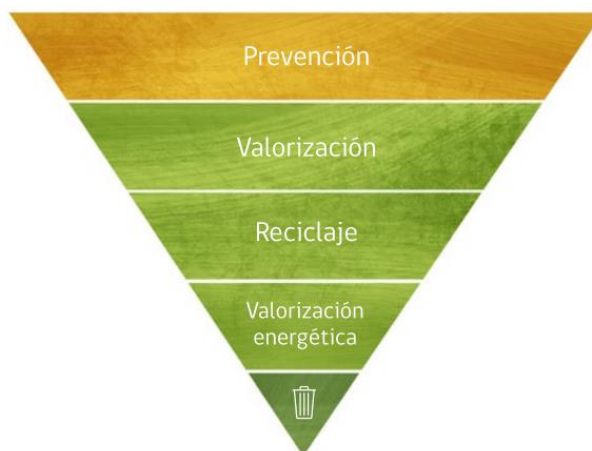 Prevención
Valorización
Reciclaje
Valorización
energética